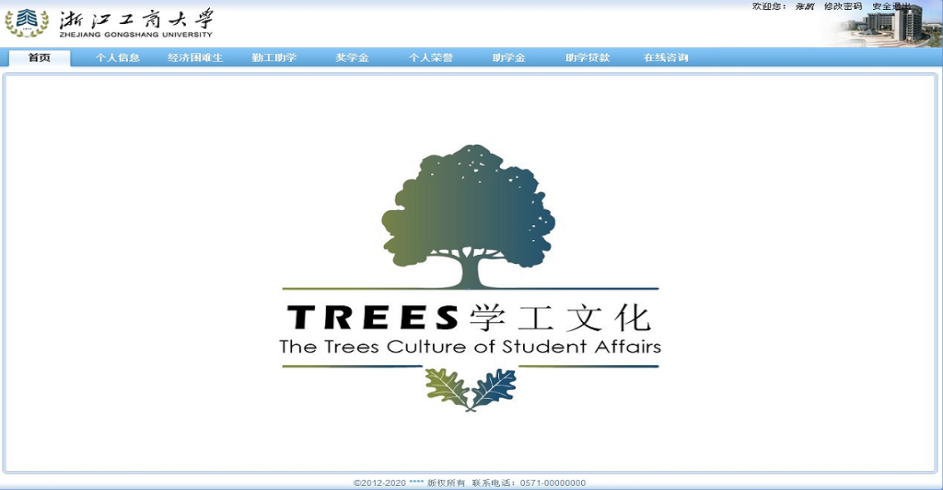 浙江工商大学
ZHEJIANG GONGSHANG UNIVERSITY
欢迎您： 修改密码 安全退出
首页 个人信息 经济困难生 勤工助学 奖学金 个人荣誉 助学金 助学贷款 在线咨询
TREES学工文化
The Trees Culture of Student Affairs
©2012-2020 **** 版权所有 联系电话：0571-00000000